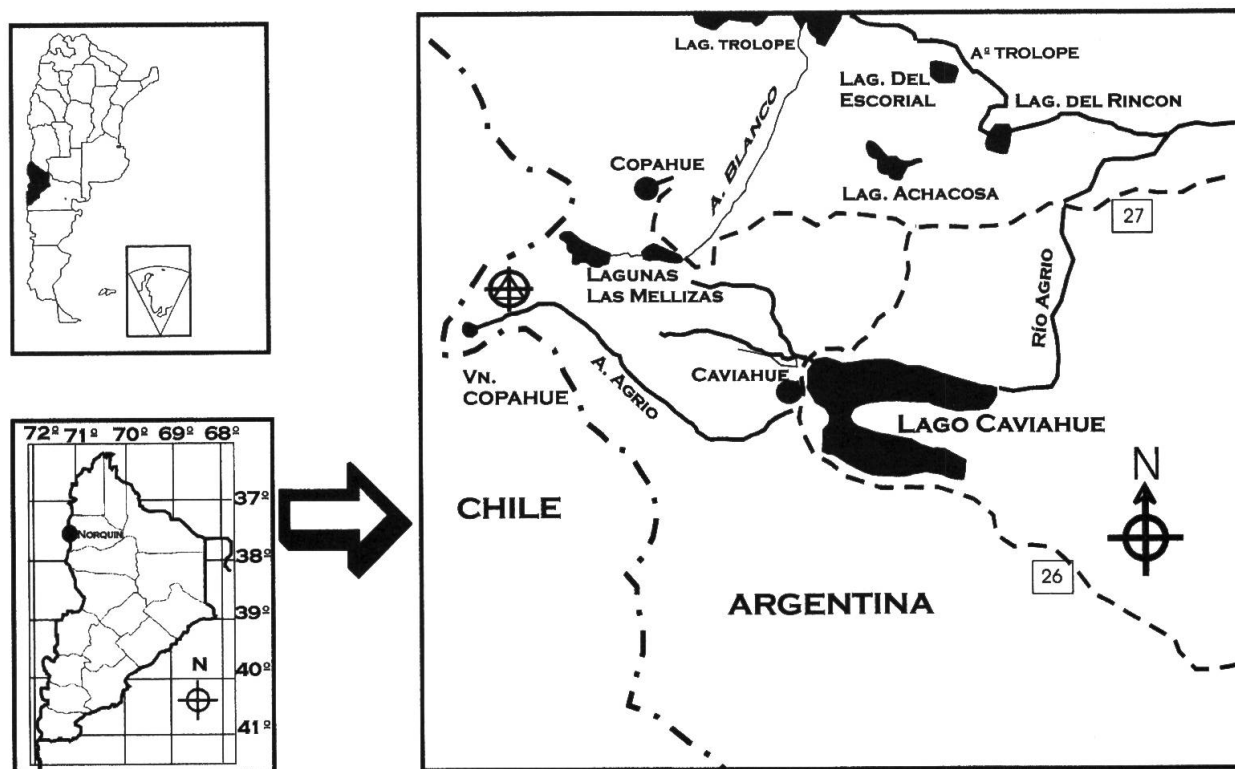 LAG. TROLOPE
Aº TROLOPE
LAG. DEL
ESCORIAL
LAG. DEL RINCON
COPAHUE
A. BLANCO
LAG. ACHACOSA
27
LAGUNAS
LAS MELLIZAS
RÍO AGRIO
VN.
COPAHUE
A. AGRIO
CAVIAHUE
LAGO CAVIAHUE
N
CHILE
26
ARGENTINA
72º 71º 70º 69º 68º
37º
NORQUIN
38º
39º
N
40º
41º